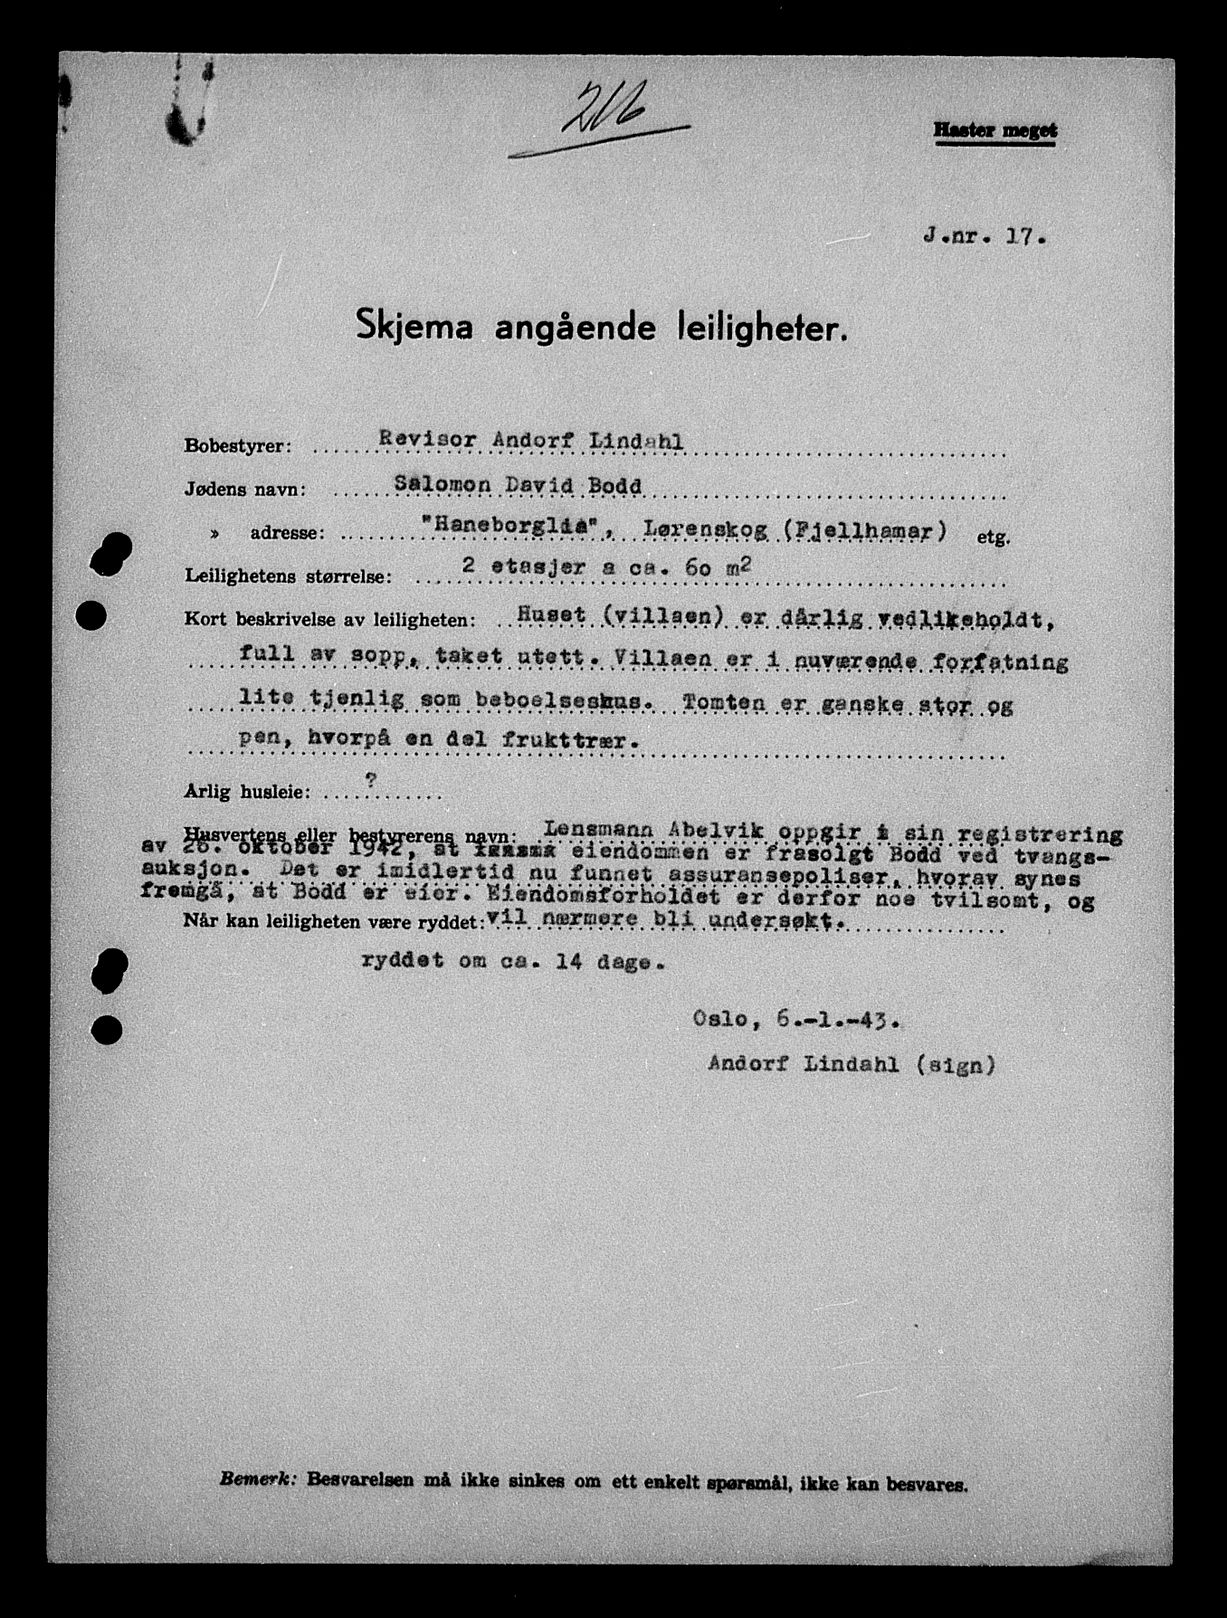 216
Haster meget
J.nr. 17.
Skjema angående leiligheter.
Bobestyrer: Revisor Andorf Lindahl
Jødens navn: Salomon David Bodd
» adresse: "Haneborglia", Lørenskog (Fjellhamar) etg.
Leilighetens størrelse: 2 etasjer a ca. 60 m2
Kort beskrivelse av leiligheten: Huset (villaen) er dårlig vedlikeholdt,
full av sopp, taket utett. Villaen er i nuværende forfatning
lite tjenlig som beboelseshus. Tomten er ganske stor og
pen, hvorpå en del frukttrær.
Årlig husleie: ?
Husvertens eller bestyrerens navn: Lensmann Abelvik oppgir i sin registrering
av 26. oktober 1942, at eiendommen er frasolgt Bodd ved tvangs-
auksjon. Det er imidlertid nu funnet assuransepoliser, hvorav synes
fremgå, at Bodd er eier. Eiendomsforholdet er derfor noe tvilsomt, og
Når kan leiligheten være ryddet: vil nærmere bli undersøkt.
ryddet om ca. 14 dage.
Oslo, 6.-1.-43.
Andorf Lindahl (sign)
Bemerk: Besvarelsen må ikke sinkes om ett enkelt spørsmål, ikke kan besvares.